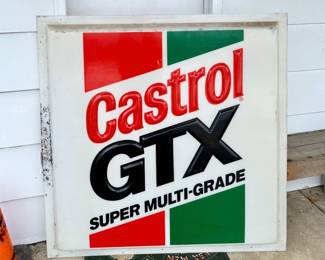 Castrol
GTX
SUPER MULTI-GRADE